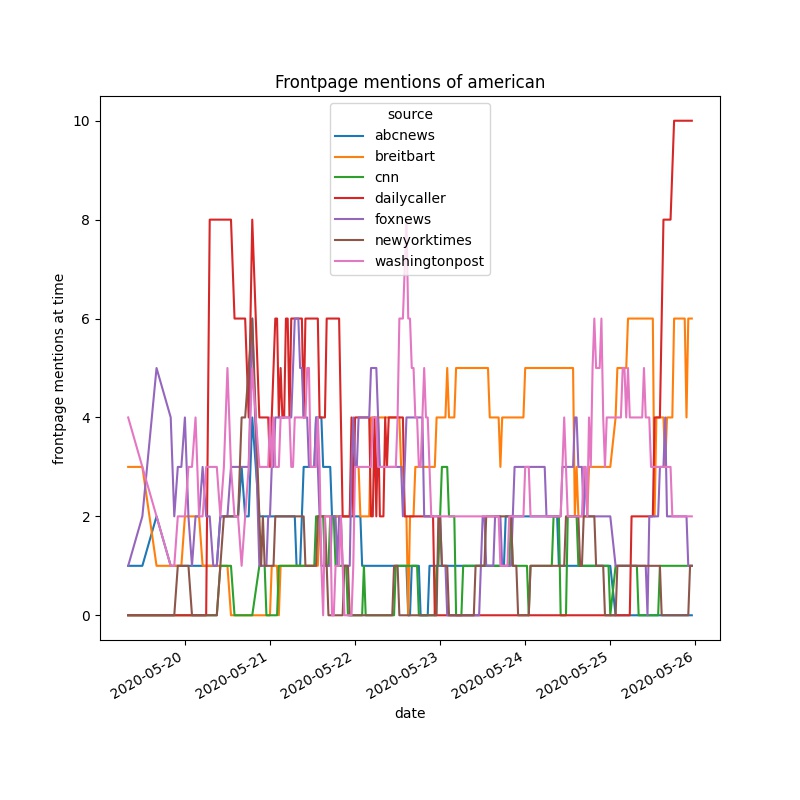 Frontpage mentions of american
source
abcnews
breitbart
cnn
dailycaller
foxnews
newyorktimes
washingtonpost
10
8
6
4
2
0
frontpage mentions at time
2020-05-20
2020-05-21
2020-05-22
2020-05-23
2020-05-24
2020-05-25
2020-05-26
date